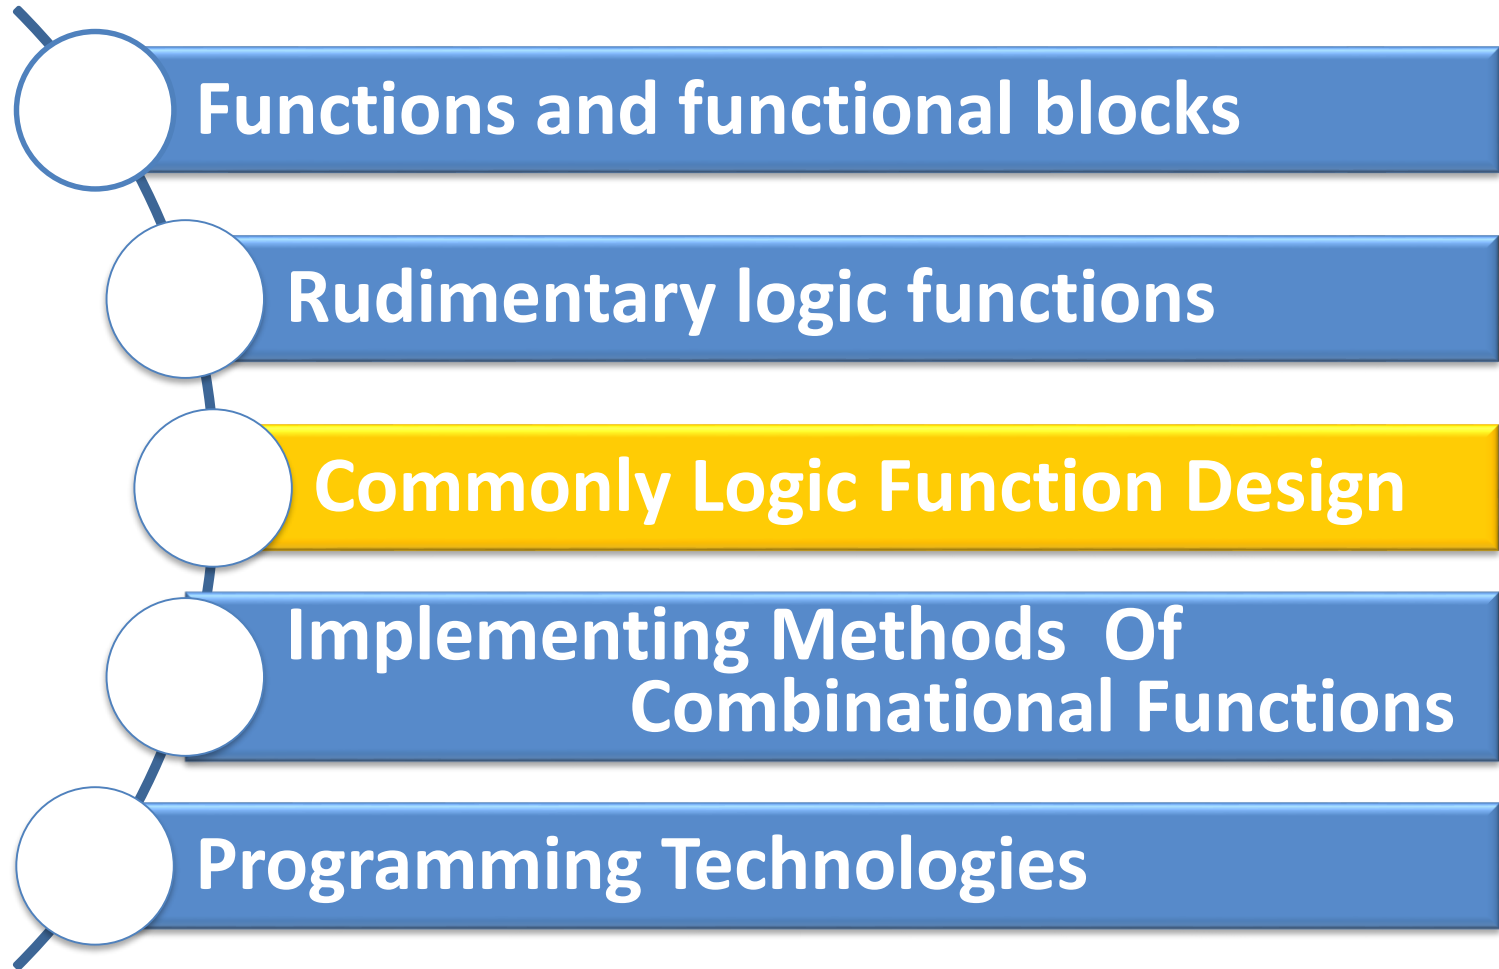 Functions and functional blocks
Rudimentary logic functions
Commonly Logic Function Design
Implementing Methods  Of
Combinational Functions
Programming Technologies